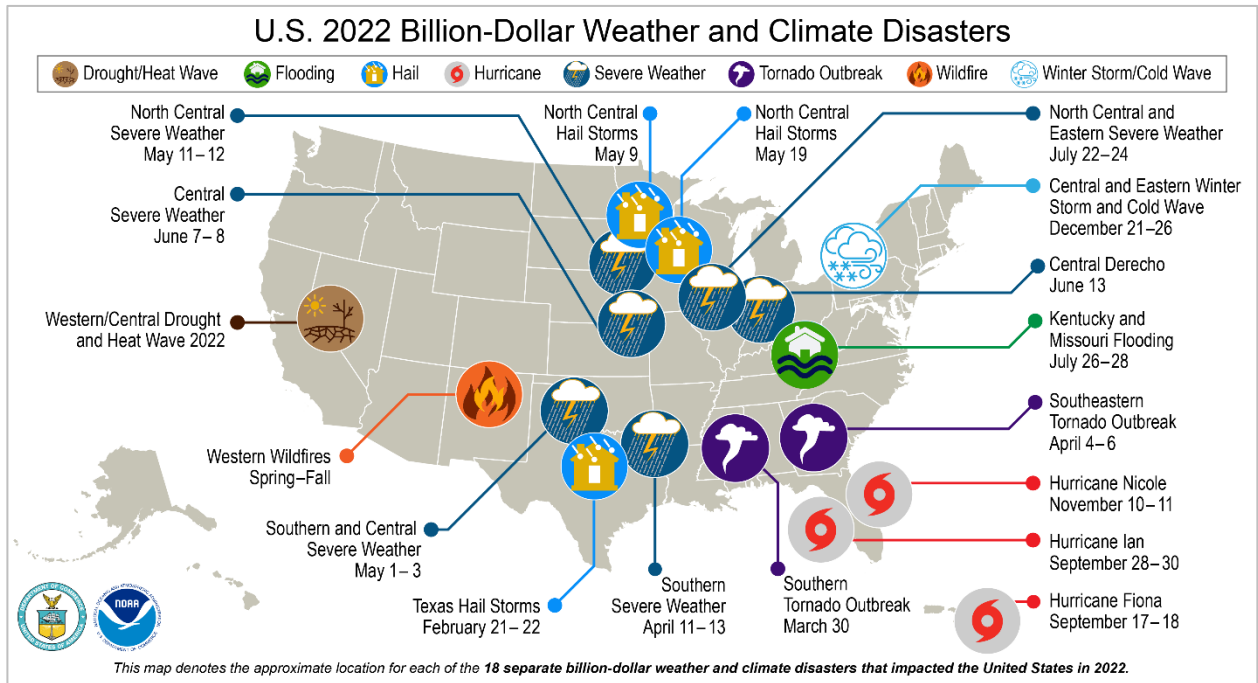 U.S. 2022 Billion-Dollar Weather and Climate Disasters
Drought/Heat Wave
Flooding
Hail
Hurricane
Severe Weather
Tornado Outbreak
Wildfire
Winter Storm/Cold Wave
North Central
Severe Weather
May 11–12
North Central
Hail Storms
May 9
North Central
Hail Storms
May 19
North Central and
Eastern Severe Weather
July 22–24
Central
Severe Weather
June 7–8
Central and Eastern Winter
Storm and Cold Wave
December 21–26
Central Derecho
June 13
Western/Central Drought
and Heat Wave 2022
Kentucky and
Missouri Flooding
July 26–28
Southeastern
Tornado Outbreak
April 4–6
Western Wildfires
Spring–Fall
Hurricane Nicole
November 10–11
Southern and Central
Severe Weather
May 1–3
Hurricane Ian
September 28–30
Texas Hail Storms
February 21–22
Southern
Severe Weather
April 11–13
Southern
Tornado Outbreak
March 30
Hurricane Fiona
September 17–18
DEPARTMENT OF COMMERCE
UNITED STATES OF AMERICA
NOAA
This map denotes the approximate location for each of the 18 separate billion-dollar weather and climate disasters that impacted the United States in 2022.